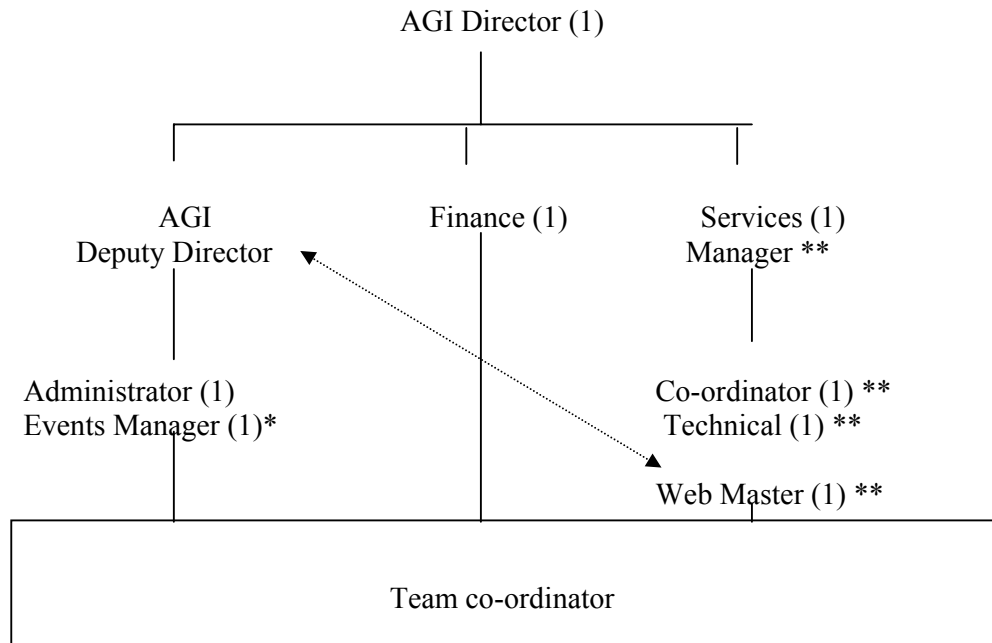 AGI Director (1)
AGI
Deputy Director
Finance (1)
Services (1)
Manager **
Administrator (1)
Events Manager (1)*
Co-ordinator (1) **
Technical (1) **
Web Master (1) **
Team co-ordinator